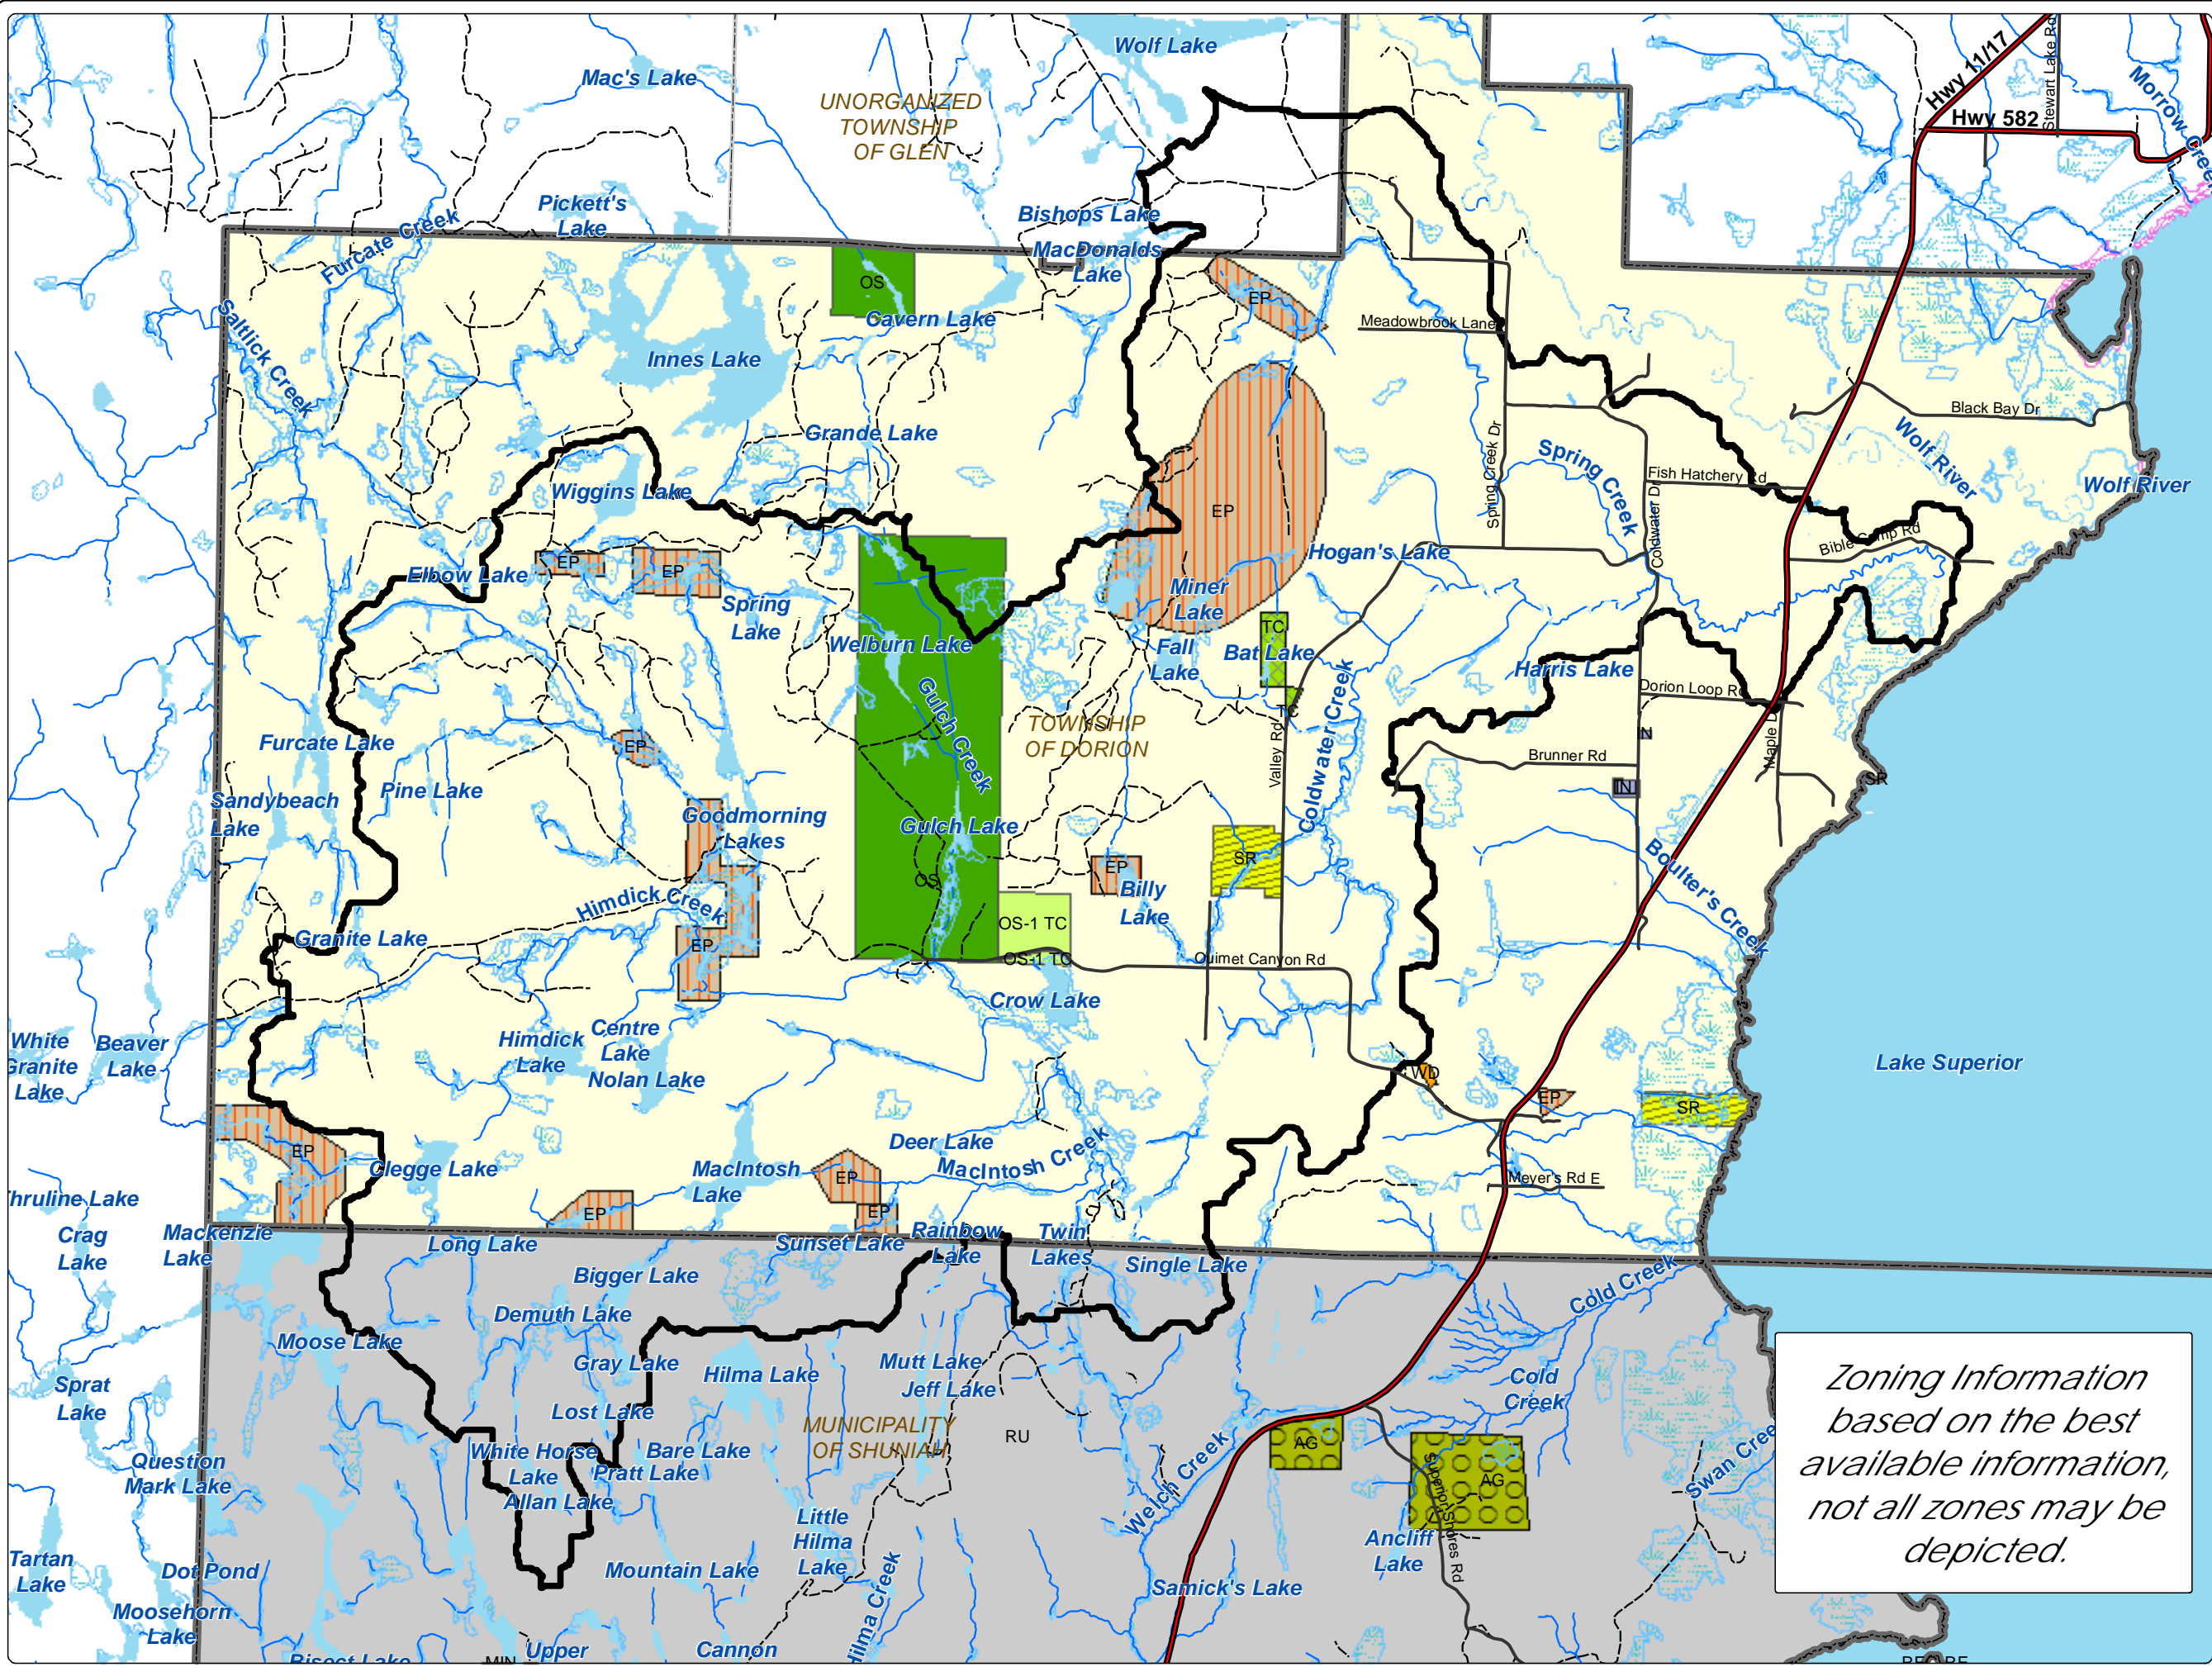 Wolf Lake
Mac's Lake
UNORGANIZED
TOWNSHIP
OF GLEN
Hwy 11/17
Stewart Lake Rd
Hwy 582
Morrow Creek
Pickett's
Lake
Bishops Lake
MacDonalds
Lake
Furcate Creek
OS
EP
Cavern Lake
Meadowbrook Lane
Saltlick Creek
Innes Lake
Black Bay Dr
Grande Lake
Spring Creek Dr
Spring Creek
Wolf River
Fish Hatchery Rd
Wolf River
Wiggins Lake
EP
Coldwater Dr
Bible Camp Rd
Hogan's Lake
Elbow Lake
EP
EP
Miner
Lake
Spring
Lake
TC
Welburn Lake
Fall
Lake
Bat Lake
Harris Lake
Dorion Loop Rd
TC
Gulch Creek
TOWNSHIP
OF DORION
Valley Rd
Coldwater Creek
Maple Dr
IN
Furcate Lake
EP
Brunner Rd
SR
IN
Pine Lake
Sandybeach
Lake
Goodmorning
Lakes
Gulch Lake
SR
EP
Billy
Lake
Boulter's Creek
OS
Himdick Creek
OS-1 TC
Granite Lake
EP
OS-1 TC
Ouimet Canyon Rd
Crow Lake
White
Granite
Lake
Beaver
Lake
Himdick
Lake
Centre
Lake
Nolan Lake
WD
Lake Superior
EP
SR
Deer Lake
MacIntosh Creek
EP
Clegge Lake
MacIntosh
Lake
EP
Meyer's Rd E
Thruline Lake
EP
EP
Crag
Lake
Mackenzie
Lake
Long Lake
Sunset Lake
Rainbow
Lake
Twin
Lakes
Single Lake
Bigger Lake
Cold Creek
Demuth Lake
Moose Lake
Gray Lake
Hilma Lake
Mutt Lake
Jeff Lake
Sprat
Lake
Cold
Creek
Lost Lake
MUNICIPALITY
OF SHUNIAH
RU
AG
Superior Shores Rd
AG
White Horse
Lake
Bare Lake
Pratt Lake
Question
Mark Lake
Allan Lake
Welch Creek
Swan Cree
Little
Hilma
Lake
Ancliff
Lake
Tartan
Lake
Dot Pond
Mountain Lake
Hilma Creek
Samick's Lake
Moosehorn
Lake
Bisect Lake
MIN
Upper
Cannon
Zoning Information
based on the best
available information,
not all zones may be
depicted.